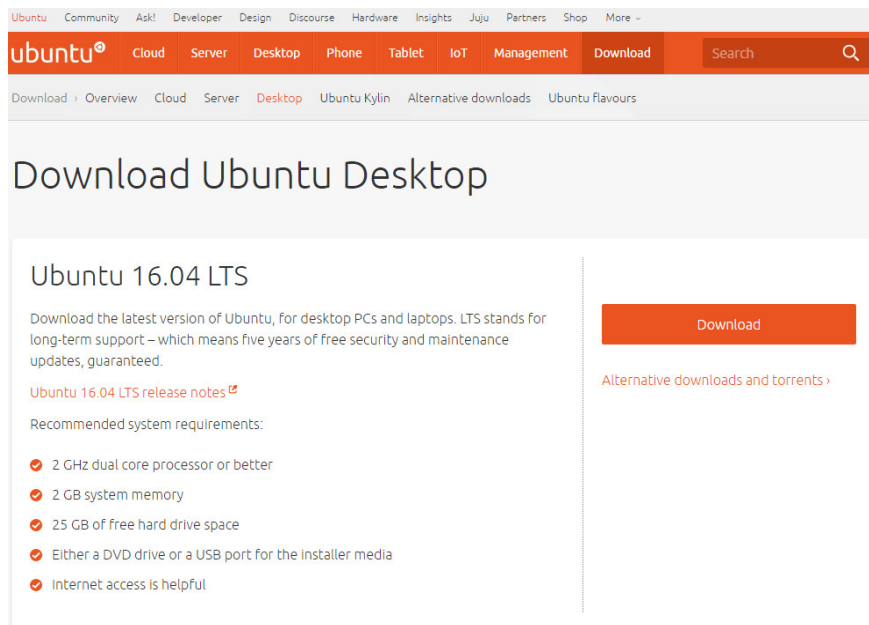 Ubuntu Community Ask! Developer Design Discourse Hardware Insights Juju Partners Shop More
ubuntu® Cloud Server Desktop Phone Tablet IoT Management Download Search
Download › Overview Cloud Server Desktop Ubuntu Kylin Alternative downloads Ubuntu flavours
Download Ubuntu Desktop
Ubuntu 16.04 LTS
Download the latest version of Ubuntu, for desktop PCs and laptops. LTS stands for
long-term support – which means five years of free security and maintenance
updates, guaranteed.
Ubuntu 16.04 LTS release notes
Recommended system requirements:
2 GHz dual core processor or better
2 GB system memory
25 GB of free hard drive space
Either a DVD drive or a USB port for the installer media
Internet access is helpful
Download
Alternative downloads and torrents ›